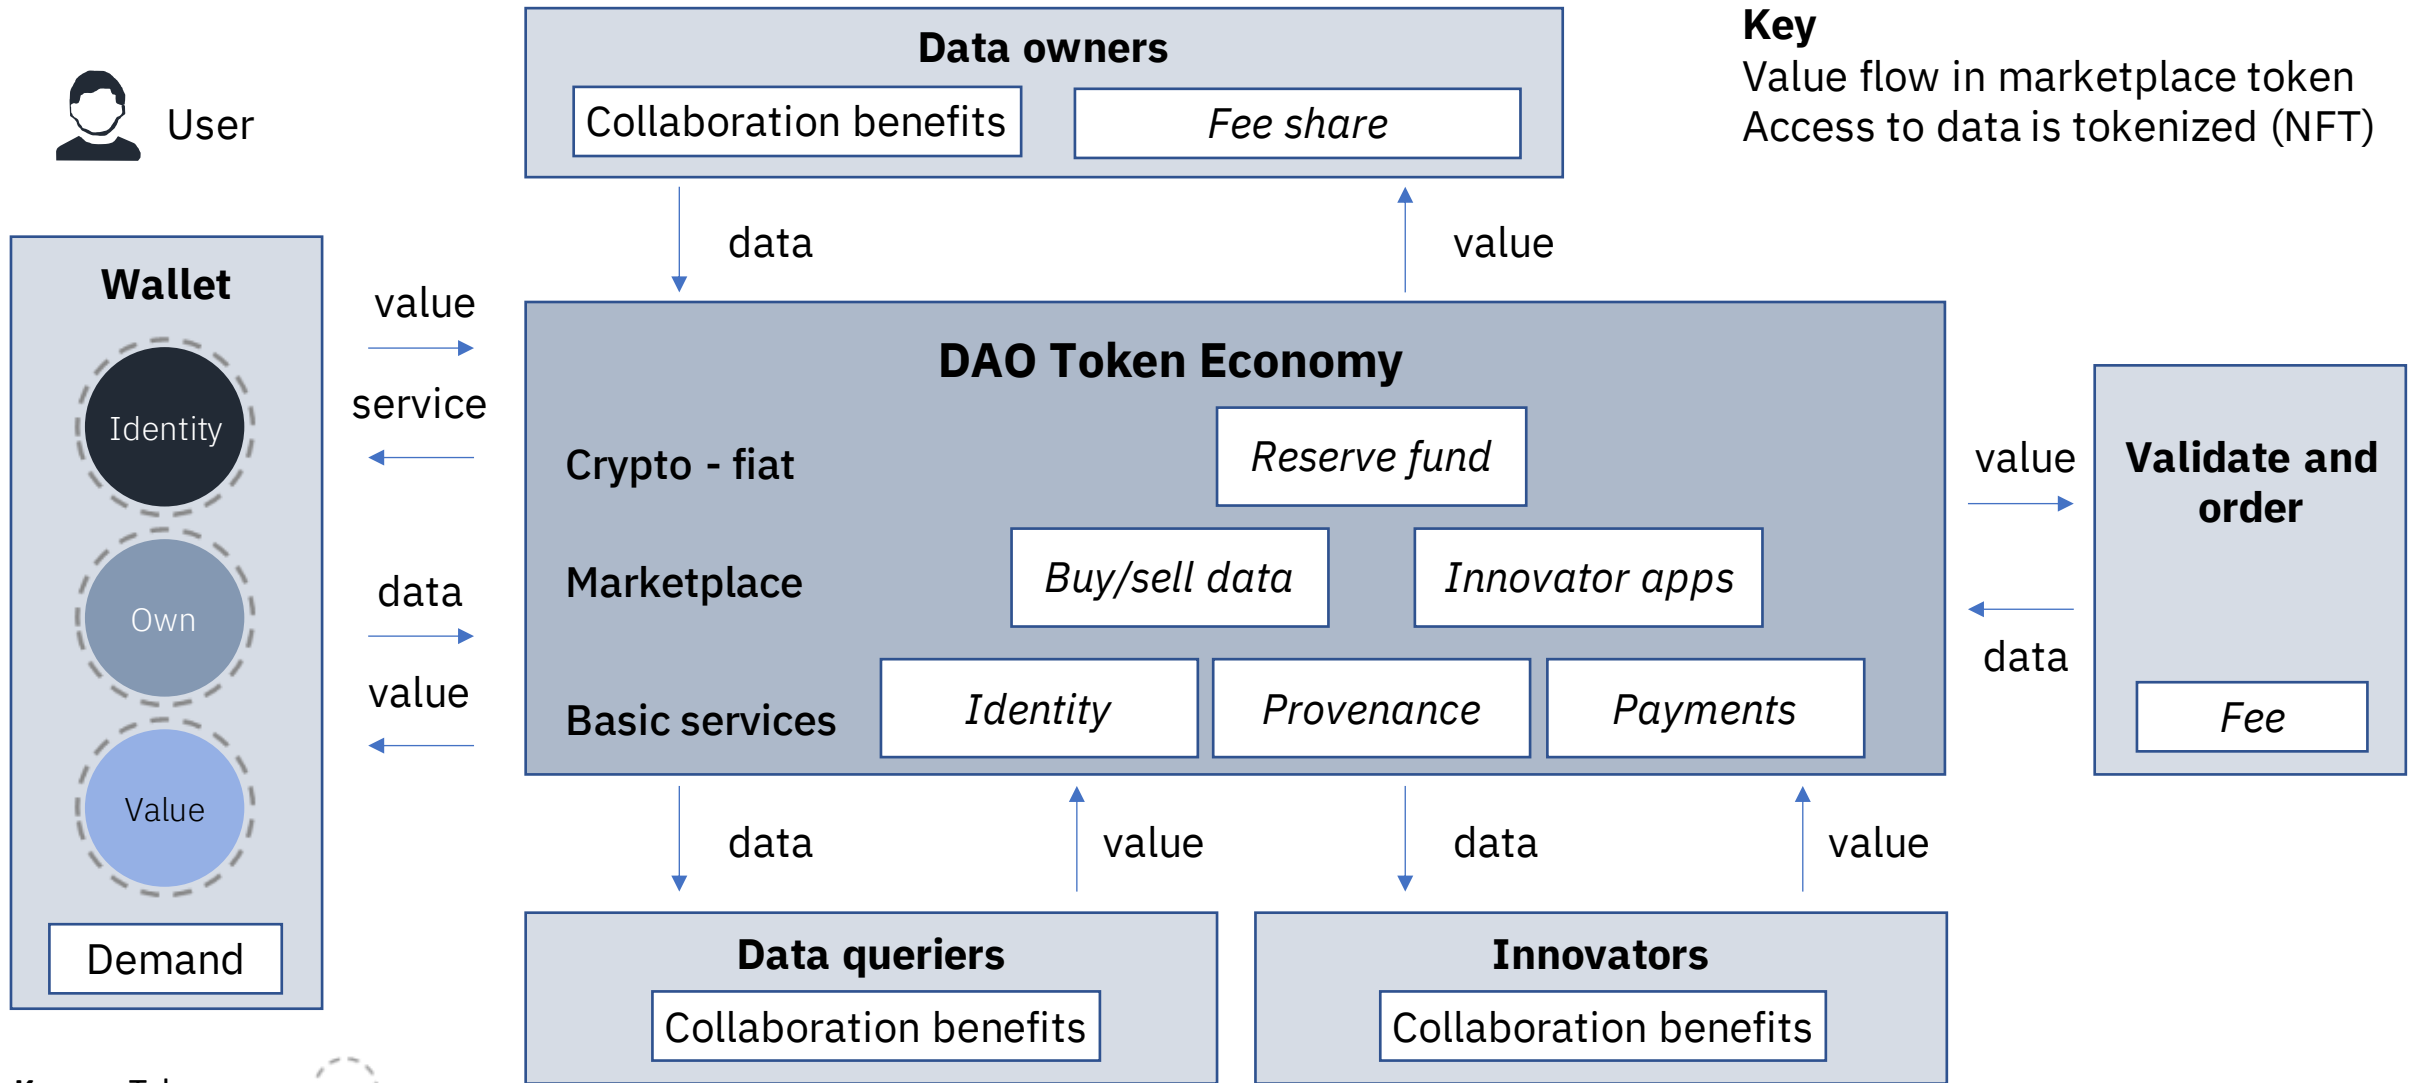 Data owners
Collaboration benefits
Fee share
Key
Value flow in marketplace token
Access to data is tokenized (NFT)
User
data
value
Wallet
Identity
Own
Value
Demand
value
service
data
value
DAO Token Economy
Crypto - fiat
Reserve fund
Marketplace
Buy/sell data
Innovator apps
Basic services
Identity
Provenance
Payments
value
data
Validate and
order
Fee
data
value
data
value
Data queriers
Collaboration benefits
Innovators
Collaboration benefits